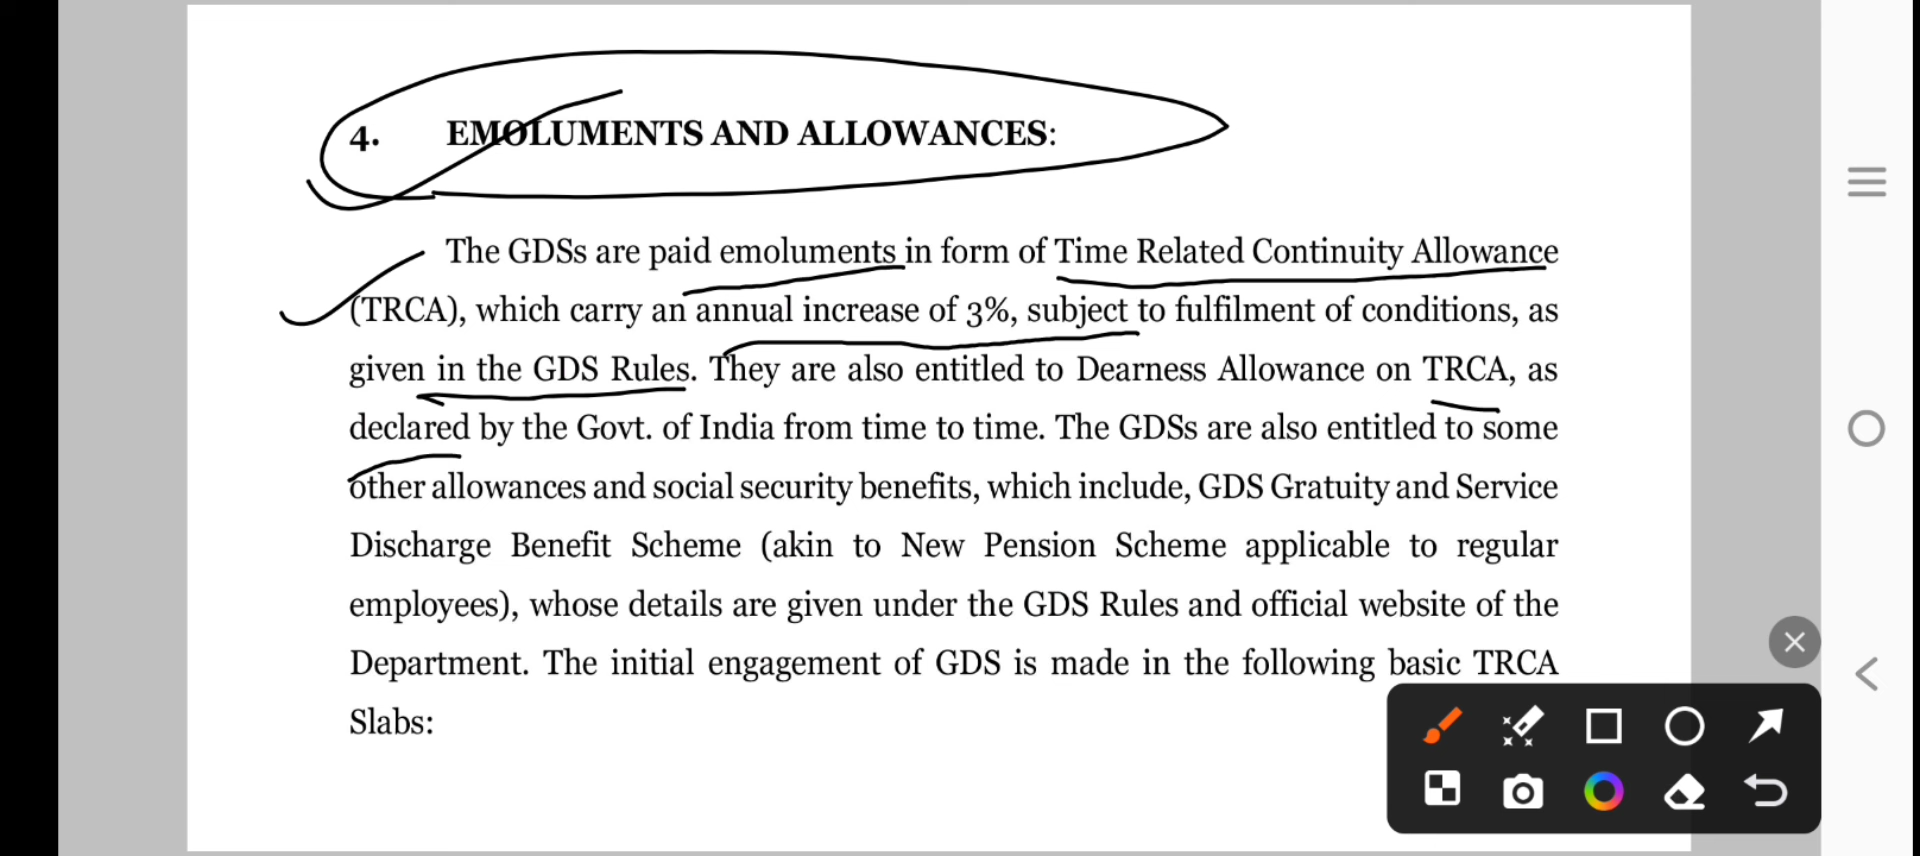 4. EMOLUMENTS AND ALLOWANCES:
The GDSs are paid emoluments in form of Time Related Continuity Allowance
(TRCA), which carry an annual increase of 3%, subject to fulfilment of conditions, as
given in the GDS Rules. They are also entitled to Dearness Allowance on TRCA, as
declared by the Govt. of India from time to time. The GDSs are also entitled to some
other allowances and social security benefits, which include, GDS Gratuity and Service
Discharge Benefit Scheme (akin to New Pension Scheme applicable to regular
employees), whose details are given under the GDS Rules and official website of the
Department. The initial engagement of GDS is made in the following basic TRCA
Slabs: